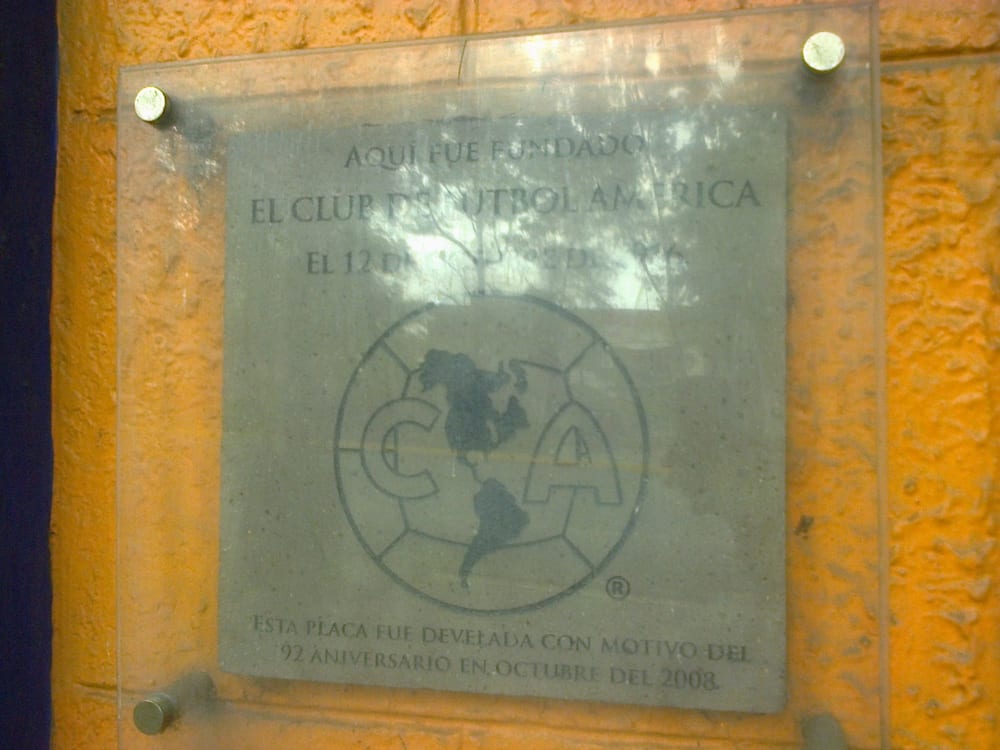 AQUÍ FUE FUNDADO
EL CLUB DE FUTBOL AMERICA
EL 12 DE
C A
®
ESTA PLACA FUE DEVELADA CON MOTIVO DEL
92 ANIVERSARIO EN OCTUBRE DEL 2008.